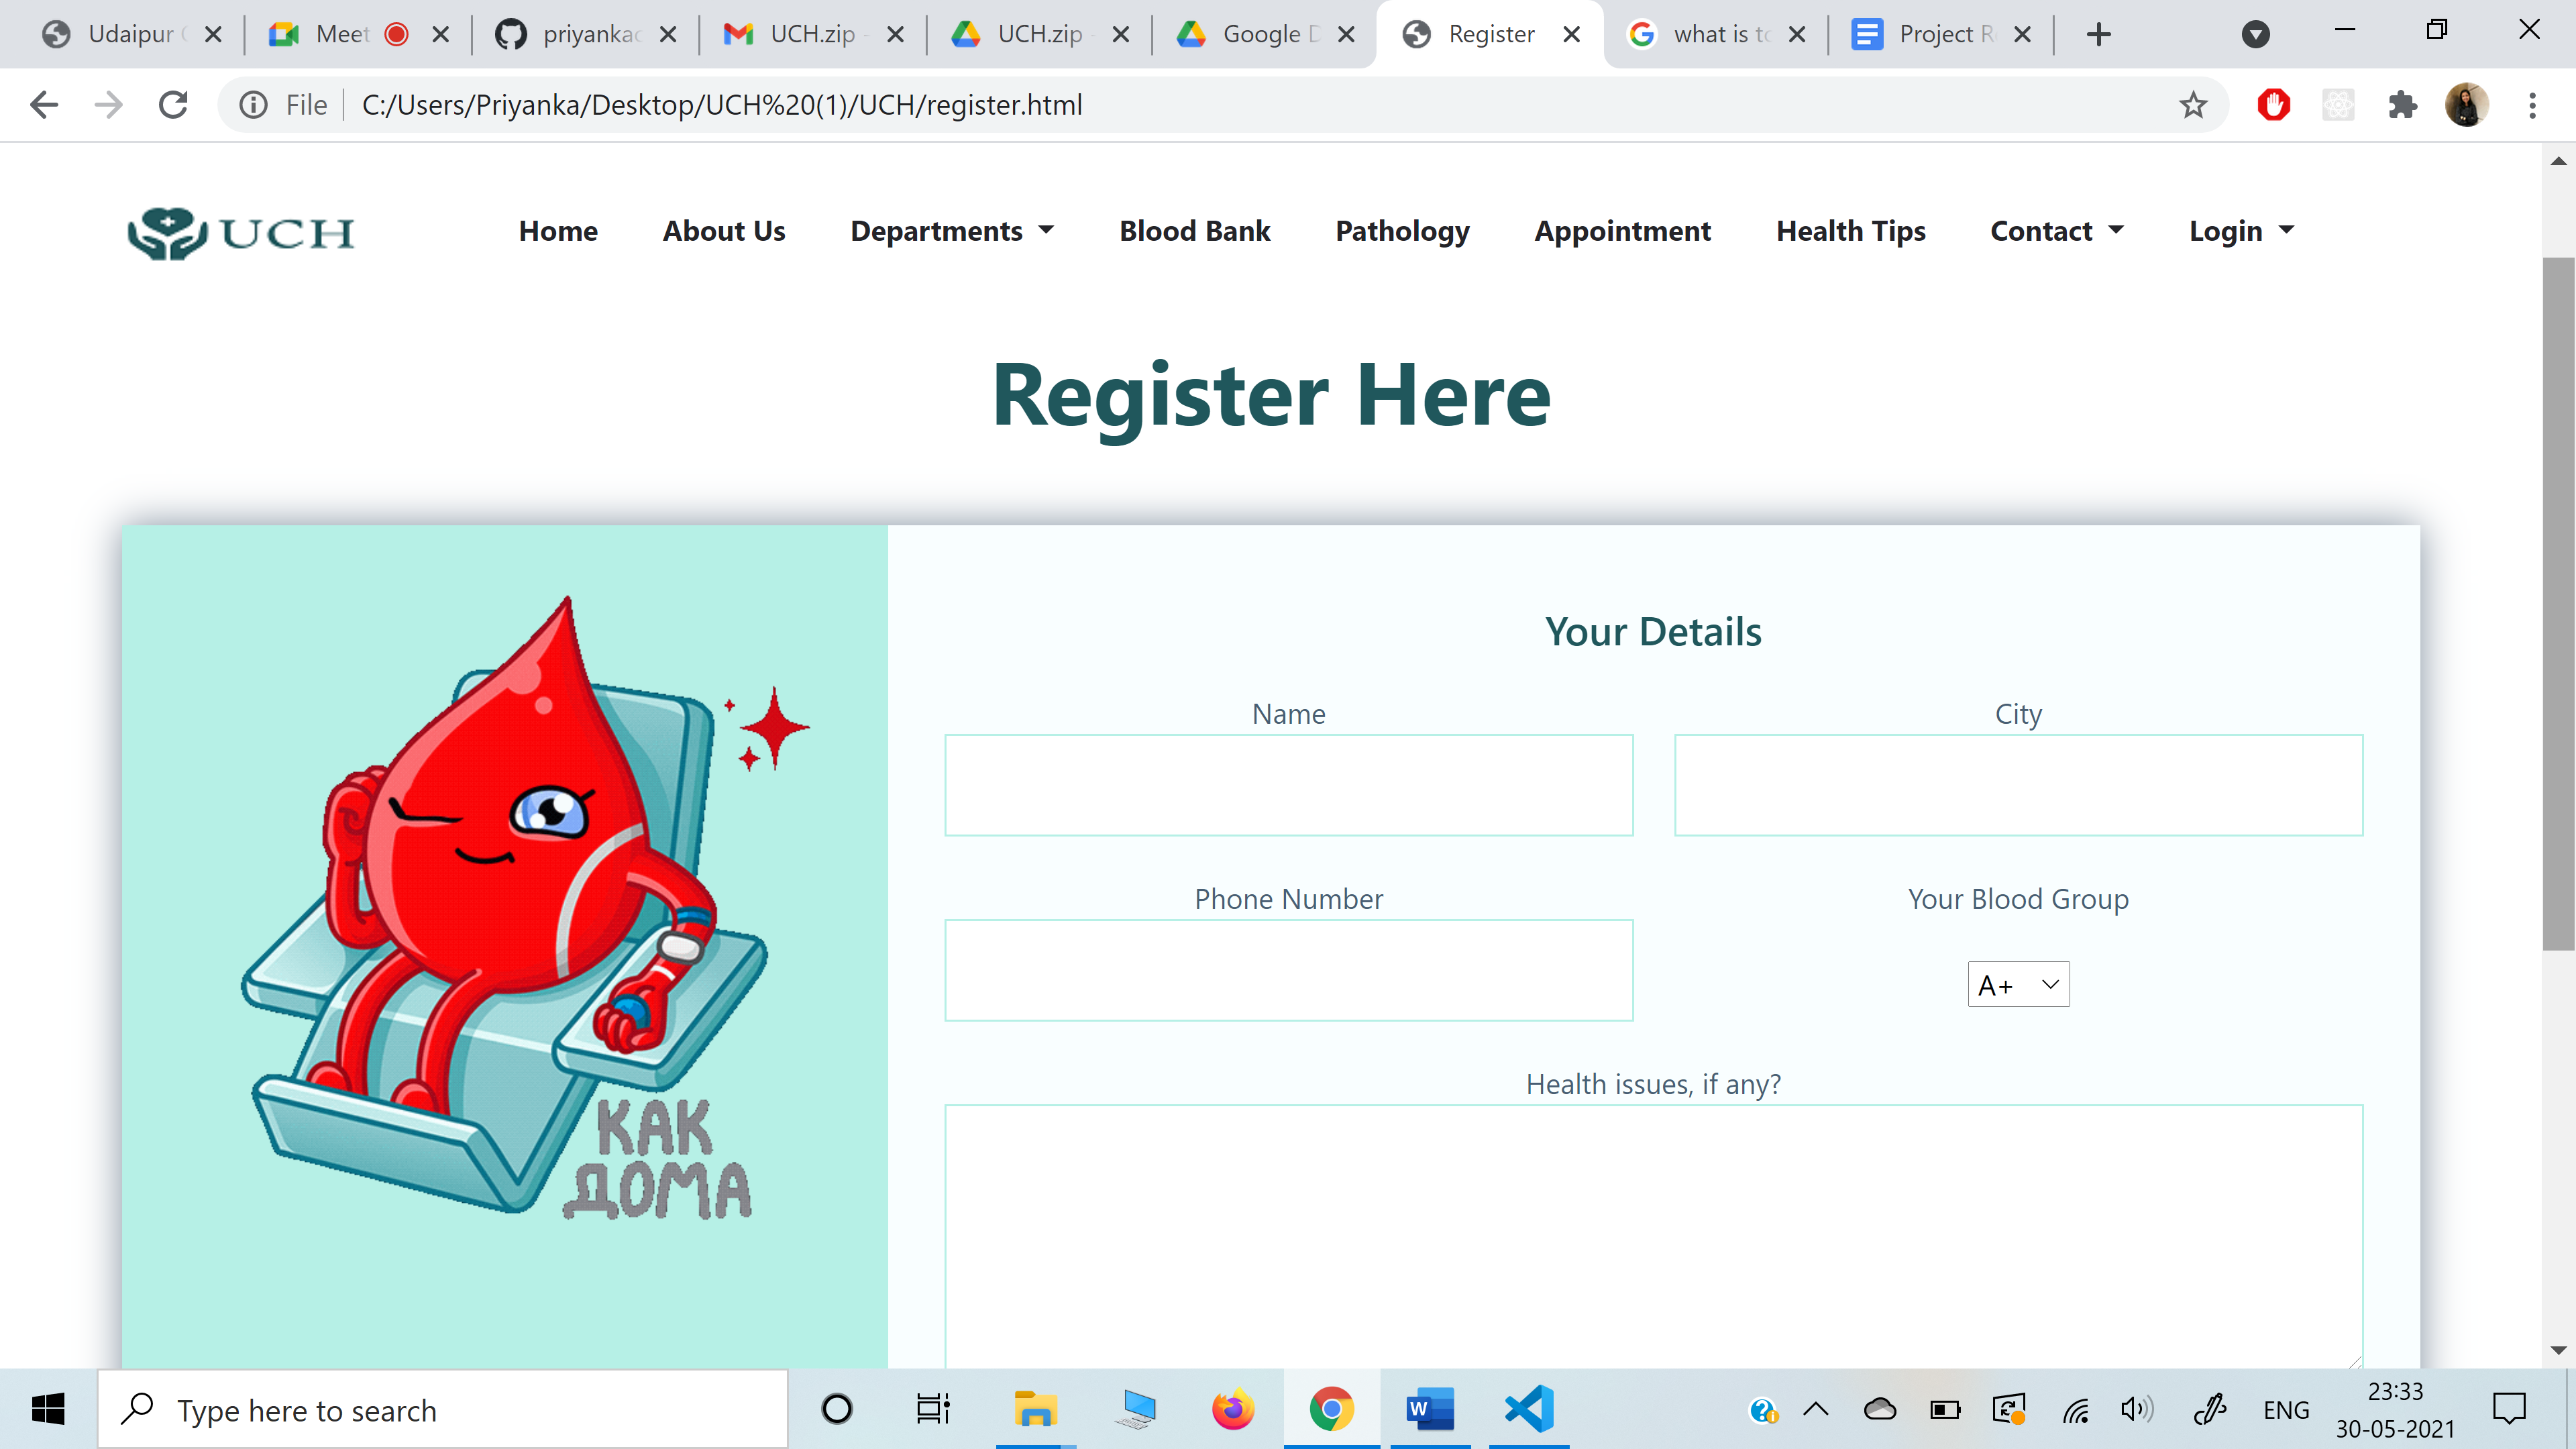 Udaipur
Meet
priyanka
UCH.zip
UCH.zip
Google D
Register
what is to
Project R
File
C:/Users/Priyanka/Desktop/UCH%20(1)/UCH/register.html
UCH
Home
About Us
Departments
Blood Bank
Pathology
Appointment
Health Tips
Contact
Login
Register Here
КАК
ДОМА
Your Details
Name
City
Phone Number
Your Blood Group
A+
Health issues, if any?
Type here to search
ENG
23:33
30-05-2021